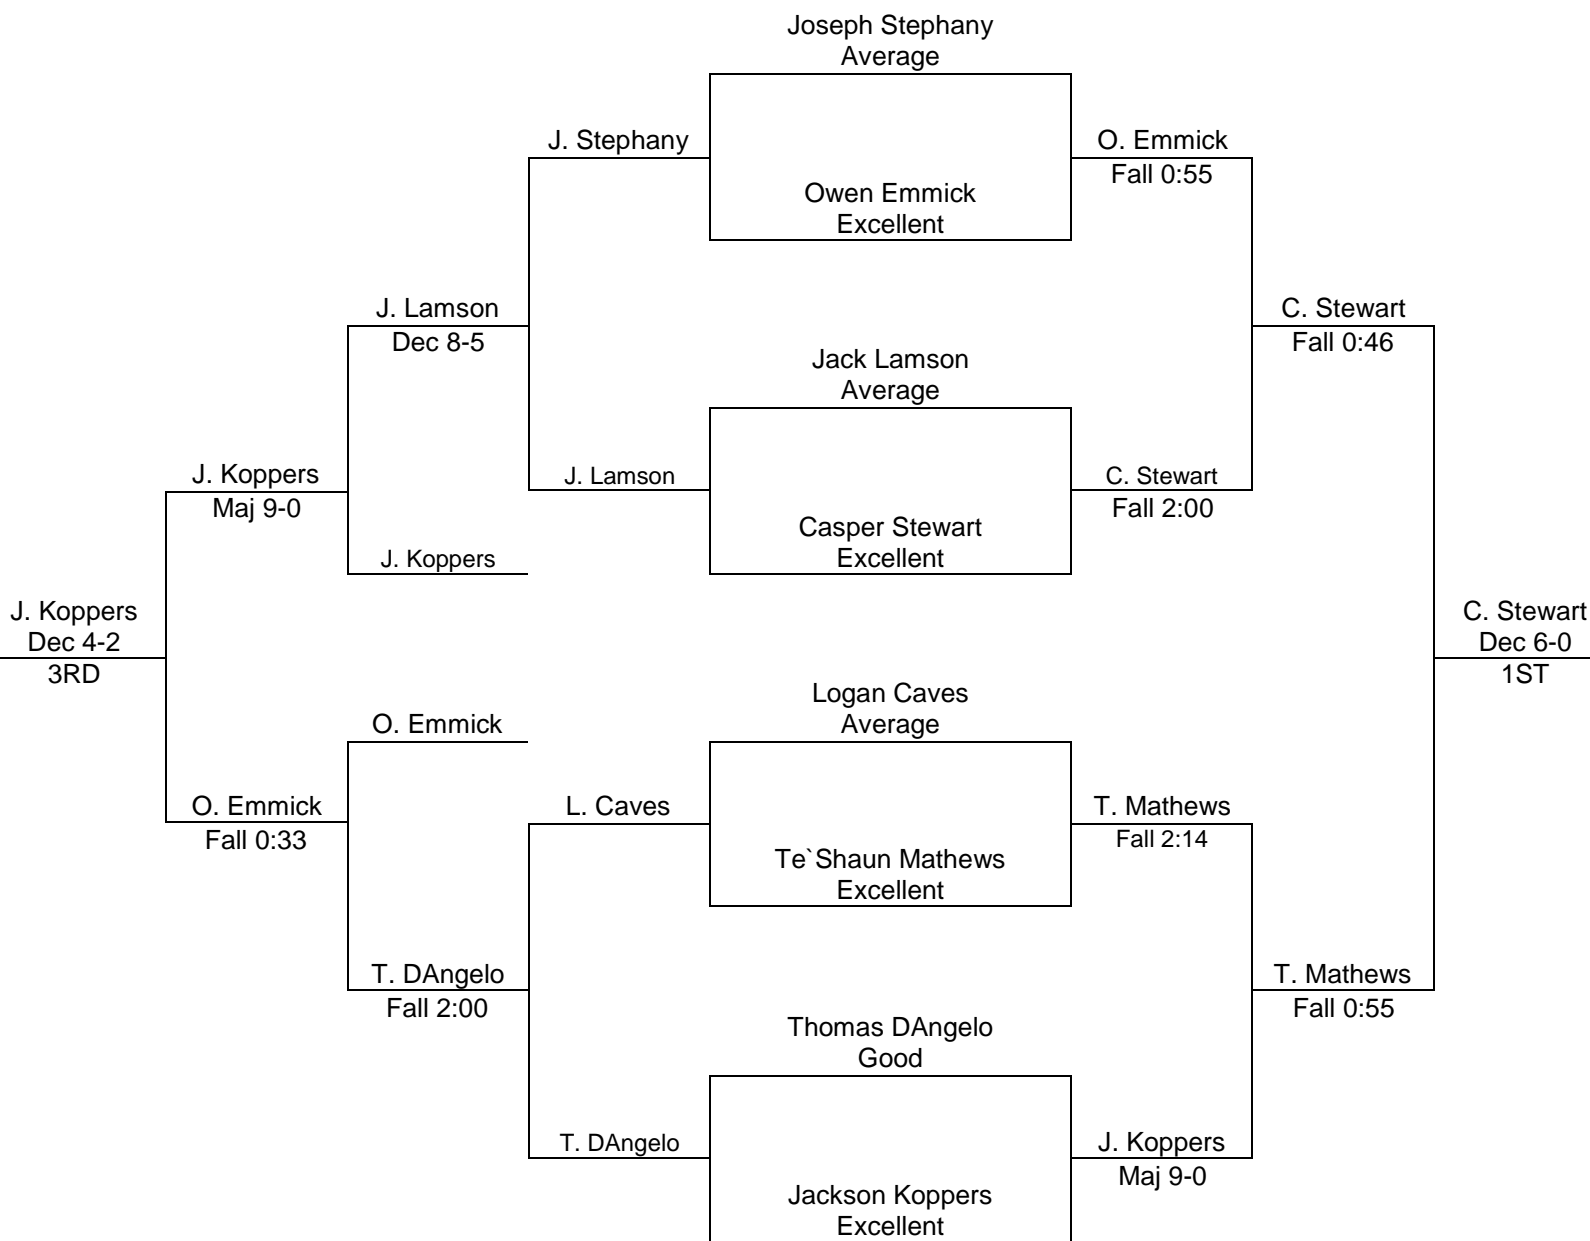 Joseph Stephany
Average
J. Stephany
O. Emmick
Fall 0:55
Owen Emmick
Excellent
J. Lamson
Dec 8-5
C. Stewart
Fall 0:46
Jack Lamson
Average
J. Koppers
Maj 9-0
J. Lamson
C. Stewart
Fall 2:00
Casper Stewart
Excellent
J. Koppers
J. Koppers
Dec 4-2
3RD
C. Stewart
Dec 6-0
1ST
Logan Caves
Average
O. Emmick
O. Emmick
Fall 0:33
L. Caves
T. Mathews
Fall 2:14
Te`Shaun Mathews
Excellent
T. DAngelo
Fall 2:00
T. Mathews
Fall 0:55
Thomas DAngelo
Good
T. DAngelo
J. Koppers
Maj 9-0
Jackson Koppers
Excellent